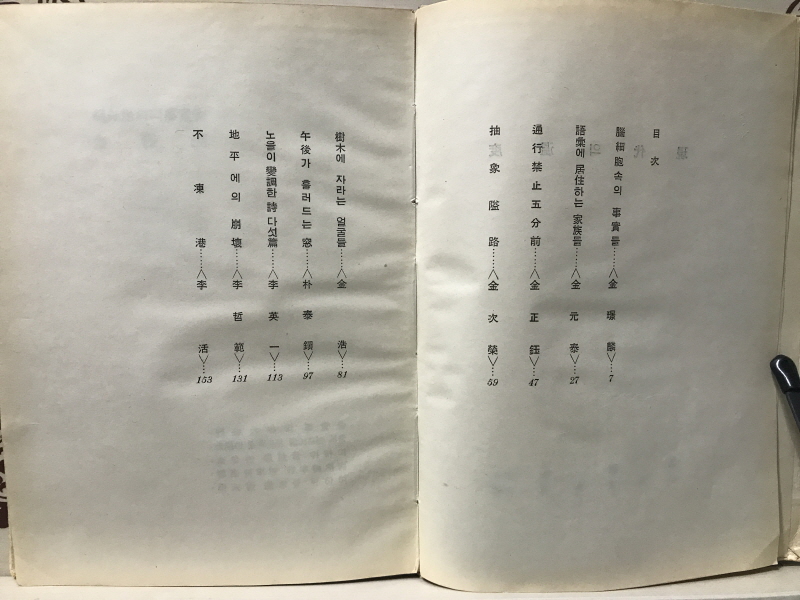 目次
腦細胞속의 事實들……<金環麟>…7
語彙에 居住하는 家族들……<金元泰>…27
通行禁止五分前……<金正鈺>…47
抽象隘路……<金次榮>…59
樹木에 자라는 얼굴들……<金浩>…81
午後가 흘러드는 窓……<朴泰鎭>…97
노을이 變調한 詩 다섯篇……<李英一>…113
地平에의 崩壞……<李哲範>…131
不凍港……<李活>…153